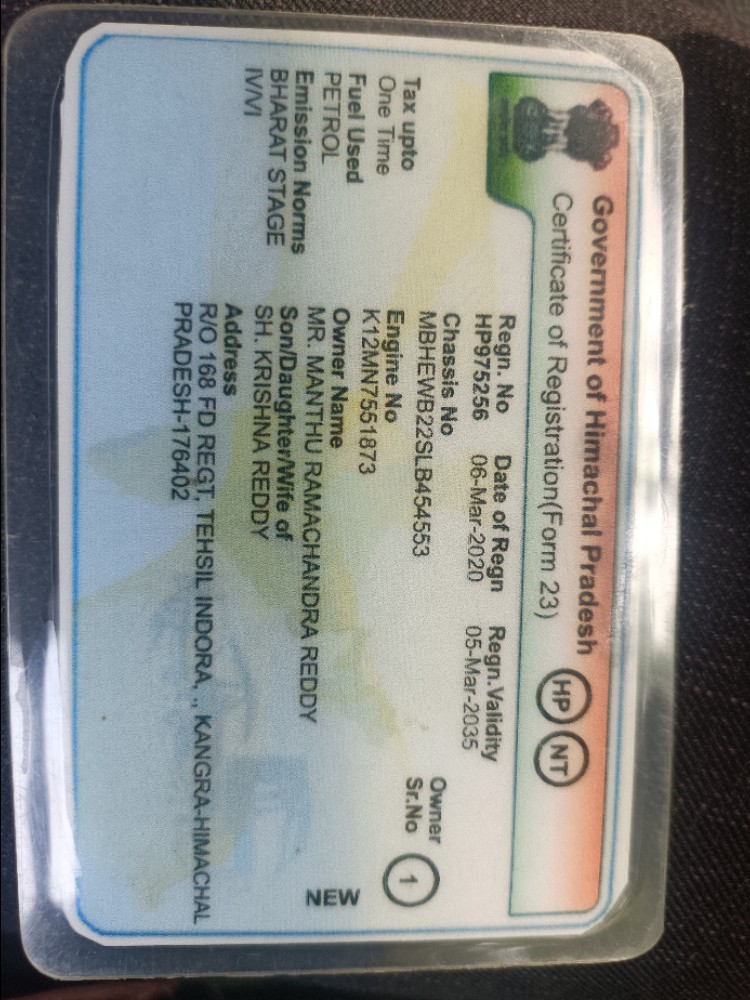 Government of Himachal Pradesh
Certificate of Registration(Form 23)
HP NT
Regn. No Date of Regn Regn.Validity
HP975256 06-Mar-2020 05-Mar-2035
Chassis No
MBHEWB22SLB454553
Owner
Sr.No 1
Tax upto
One Time
Engine No
K12MN7551873
Fuel Used
PETROL
Owner Name
MR. MANTHU RAMACHANDRA REDDY
NEW
Emission Norms
BHARAT STAGE
IV/VI
Son/Daughter/Wife of
SH. KRISHNA REDDY
Address
R/O 168 FD REGT, TEHSIL INDORA, ., KANGRA-HIMACHAL
PRADESH-176402